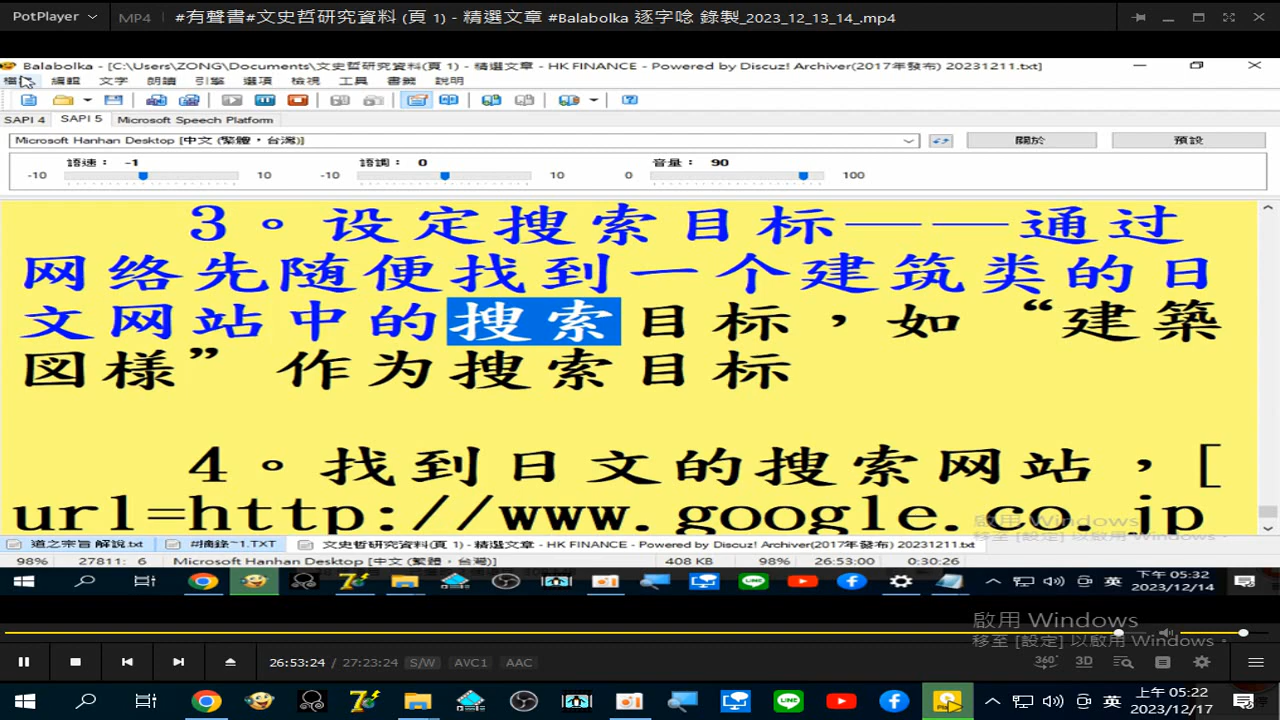 PotPlayer MP4 #有聲書#文史哲研究資料 (頁 1) - 精選文章 #Balabolka 逐字唸 錄製_2023_12_13_14_.mp4
Balabolka - [C:\Users\ZONG\Documents\文史哲研究資料(頁 1) - 精選文章 - HK FINANCE - Powered by Discuz! Archiver(2017年發布) 20231211.txt]
編輯 文字 朗讀 引擎 選項 檢視 工具 書籤 說明
SAPI 4 SAPI 5 Microsoft Speech Platform
Microsoft Hanhan Desktop [中文 (繁體，台灣)] 關於 預設
語速： -1 語調： 0 音量： 90
-10 10 -10 10 0 100
3。设定搜索目标——通过
网络先随便找到一个建筑类的日
文网站中的搜索目标，如“建築
図様”作为搜索目标
4。找到日文的搜索网站，[
url=http://www.google.co.jp
道之宗旨 解說.txt #摘錄~1.TXT 文史哲研究資料(頁 1) - 精選文章 - HK FINANCE - Powered by Discuz! Archiver(2017年發布) 20231211.txt
98% 27811: 6 Microsoft Hanhan Desktop [中文 (繁體，台灣)] 408 KB 98% 26:53:00 0:30:26
英 下午 05:32
2023/12/14
啟用 Windows
移至 [設定] 以啟用 Windows。
啟用 Windows
移至 [設定] 以啟用 Windows。
26:53:24 / 27:23:24 S/W AVC1 AAC 360° 3D
英 上午 05:22
2023/12/17